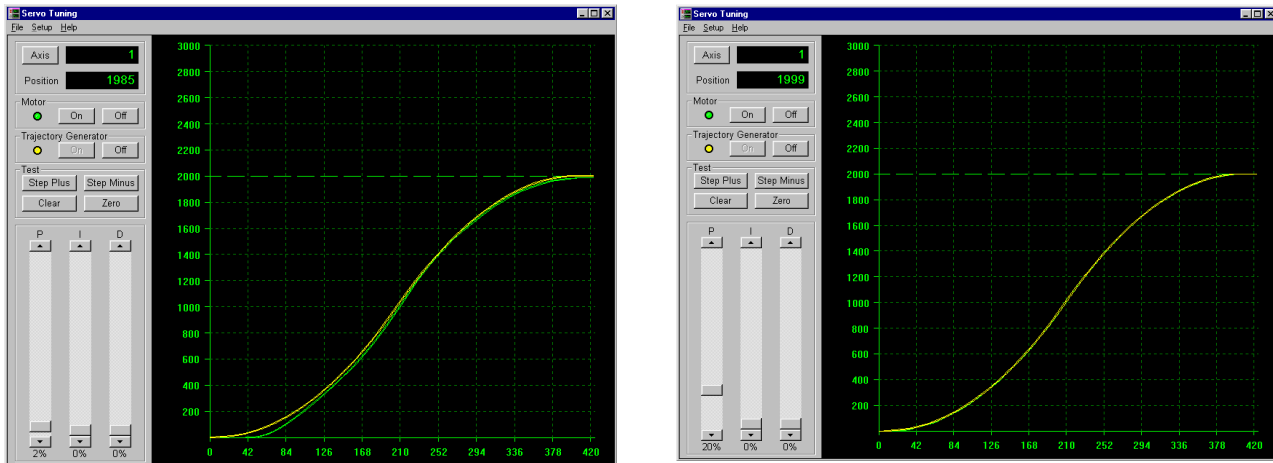 Servo Tuning
File Setup Help
Axis 1
Position 1985
Motor
On Off
Trajectory Generator
On Off
Test
Step Plus Step Minus
Clear Zero
P I D
2% 0% 0%
3000
2800
2600
2400
2200
2000
1800
1600
1400
1200
1000
800
600
400
200
0 42 84 126 168 210 252 294 336 378 420
Servo Tuning
File Setup Help
Axis 1
Position 1999
Motor
On Off
Trajectory Generator
On Off
Test
Step Plus Step Minus
Clear Zero
P I D
20% 0% 0%
3000
2800
2600
2400
2200
2000
1800
1600
1400
1200
1000
800
600
400
200
0 42 84 126 168 210 252 294 336 378 420